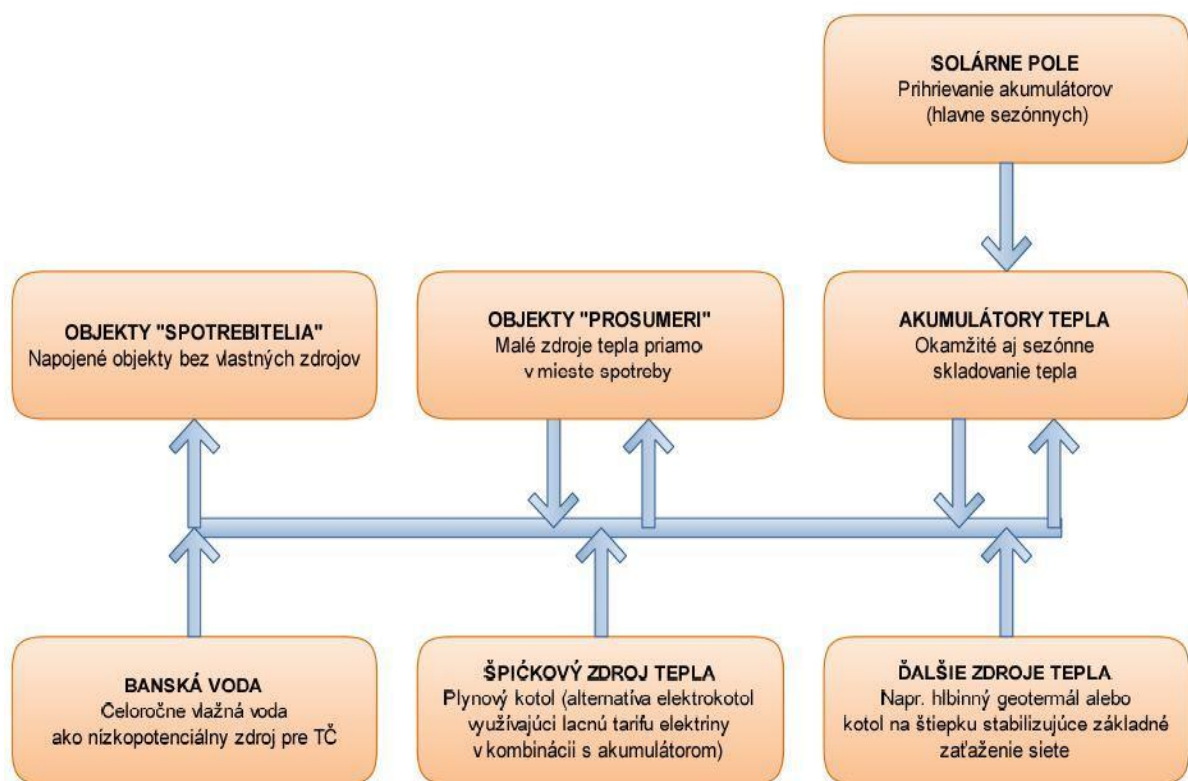 SOLÁRNE POLE
Prihrievanie akumulátorov
(hlavne sezónnych)
OBJEKTY "SPOTREBITELIA"
Napojené objekty bez vlastných zdrojov
OBJEKTY "PROSUMERI"
Malé zdroje tepla priamo
v mieste spotreby
AKUMULÁTORY TEPLA
Okamžité aj sezónne
skladovanie tepla
BANSKÁ VODA
Celoročne vlažná voda
ako nízkopotenciálny zdroj pre TČ
ŠPIĆKOVÝ ZDROJ TEPLA
Plynový kotol (alternatíva elektrokotol
využívájúci lacnú tarifu elektriny
v kombinácii s akumulátorom)
ĎALŠIE ZDROJE TEPLA
Napr. hlbinný geotermál alebo
kotol na štiepku stabilizujúce základné
zaťaženie siete